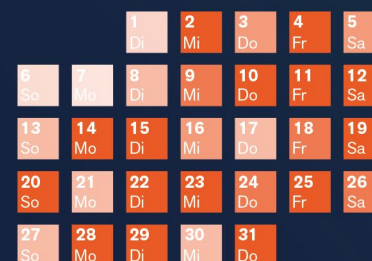 1 2 3 4 5
Di Mi Do Fr Sa
6 7 8 9 10 11 12
So Mo Di Mi Do Fr Sa
13 14 15 16 17 18 19
So Mo Di Mi Do Fr Sa
20 21 22 23 24 25 26
So Mo Di Mi Do Fr Sa
27 28 29 30 31
So Mo Di Mi Do